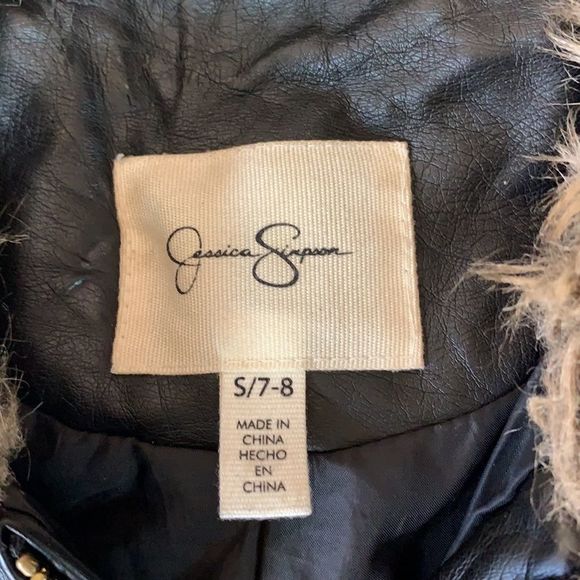 Jessica Simpson
S/7-8
MADE IN
CHINA
HECHO
EN
CHINA